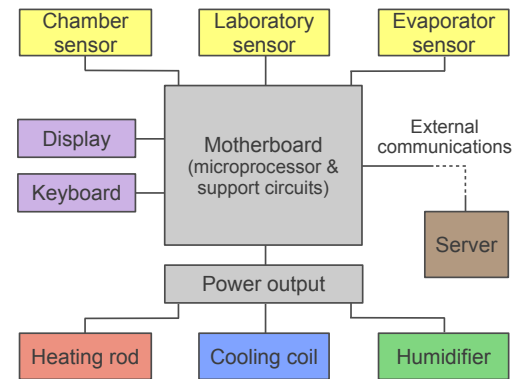 Chamber
sensor
Laboratory
sensor
Evaporator
sensor
Display
Keyboard
Motherboard
(microprocessor &
support circuits)
External
communications
Server
Power output
Heating rod
Cooling coil
Humidifier